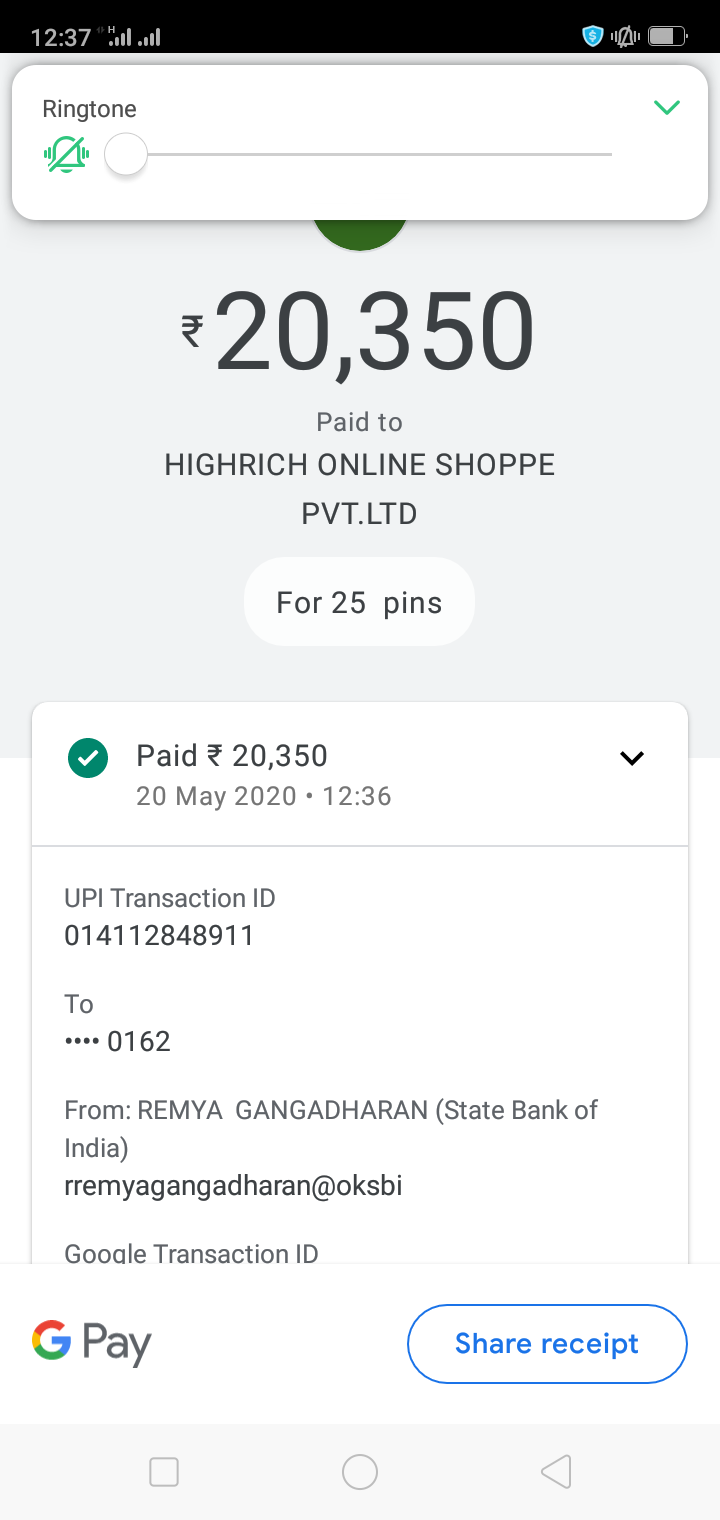 12:37
H
Ringtone
₹20,350
Paid to
HIGHRICH ONLINE SHOPPE
PVT.LTD
For 25 pins
Paid ₹ 20,350
20 May 2020 • 12:36
UPI Transaction ID
014112848911
To
•••• 0162
From: REMYA GANGADHARAN (State Bank of
India)
rremyagangadharan@oksbi
Google Transaction ID
G Pay
Share receipt